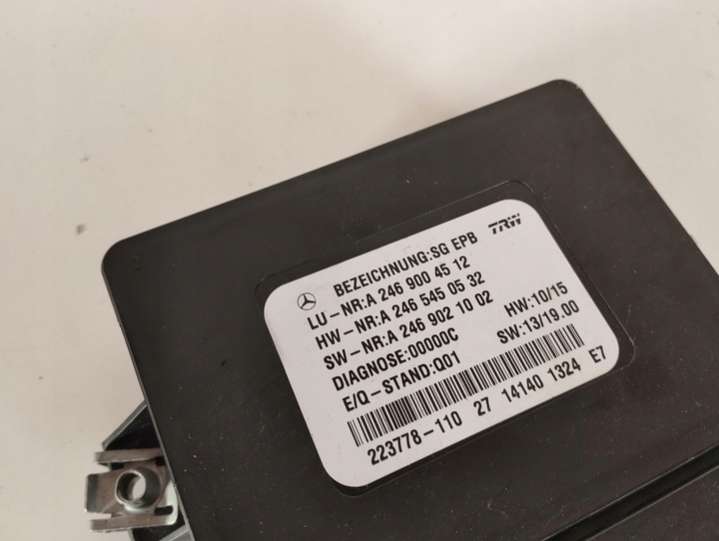 BEZEICHNUNG:SG EPB TRW
LU-NR:A 246 900 45 12
HW-NR:A 246 545 05 32
SW-NR:A 246 902 10 02
DIAGNOSE:00000C HW:10/15
E/Q-STAND:Q01 SW:13/19.00
223778-110 27 14140 1324 E7